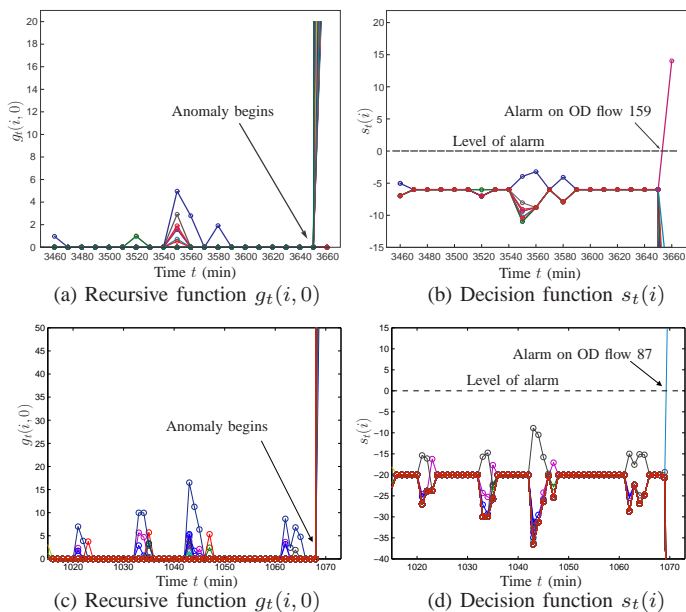 20
18
16
14
12
10
8
6
4
2
0
g_t(i, 0)
Anomaly begins
3460 3480 3500 3520 3540 3560 3580 3600 3620 3640 3660
Time t (min)
(a) Recursive function g_t(i, 0)
15
10
5
0
-5
-10
-15
s_t(i)
Alarm on OD flow 159
Level of alarm
3460 3480 3500 3520 3540 3560 3580 3600 3620 3640 3660
Time t (min)
(b) Decision function s_t(i)
50
45
40
35
30
25
20
15
10
5
0
g_t(i, 0)
Anomaly begins
1020 1030 1040 1050 1060 1070
Time t (min)
(c) Recursive function g_t(i, 0)
15
10
5
0
-5
-10
-15
-20
-25
-30
-35
-40
s_t(i)
Alarm on OD flow 87
Level of alarm
1020 1030 1040 1050 1060 1070
Time t (min)
(d) Decision function s_t(i)